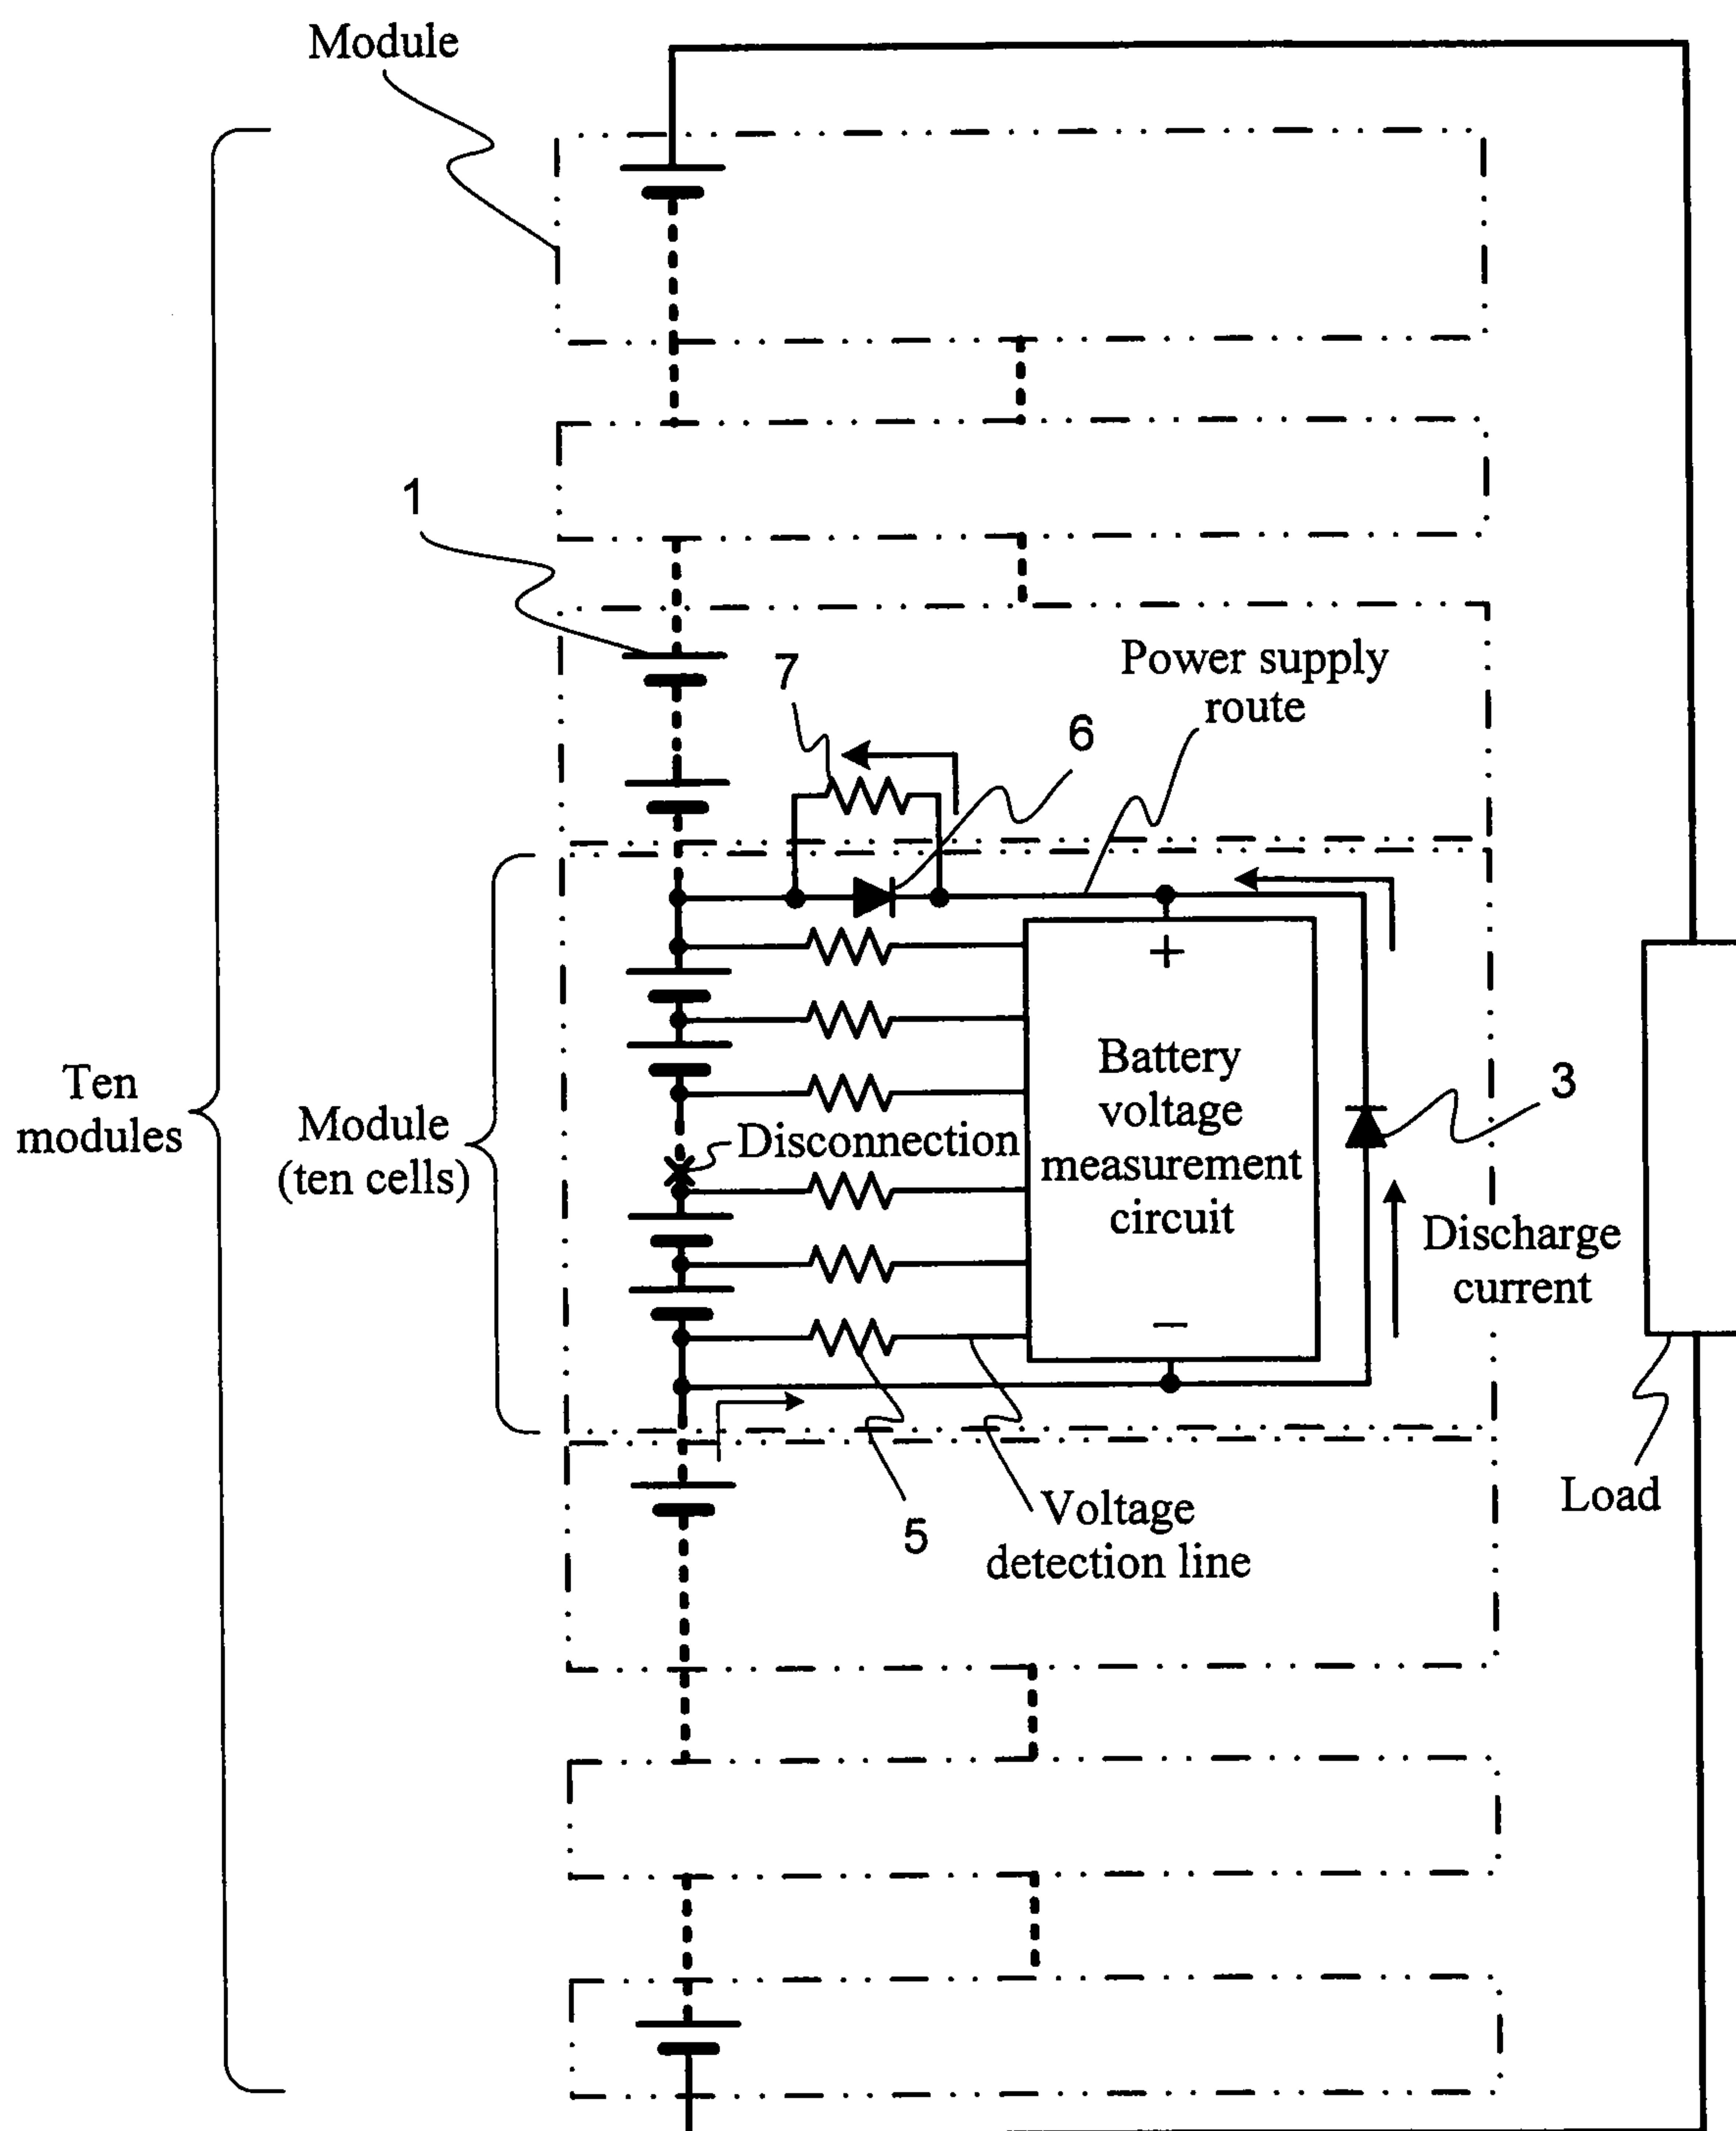 Module
1
7
Power supply
route
6
+
Battery
voltage
measurement
circuit
3
Ten
modules
Module
(ten cells)
Disconnection
Discharge
current
−
Load
5
Voltage
detection line